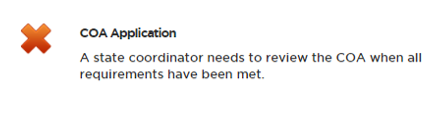 COA Application
A state coordinator needs to review the COA when all
requirements have been met.